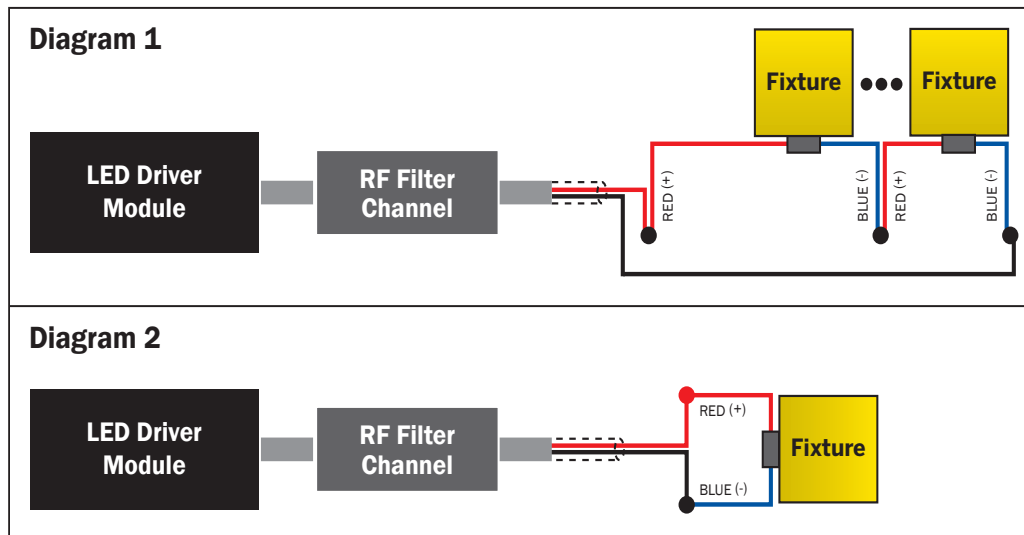 Diagram 1
LED Driver
Module
RF Filter
Channel
Fixture
Fixture
RED (+)
BLUE (-)
RED (+)
BLUE (-)
Diagram 2
LED Driver
Module
RF Filter
Channel
RED (+)
BLUE (-)
Fixture